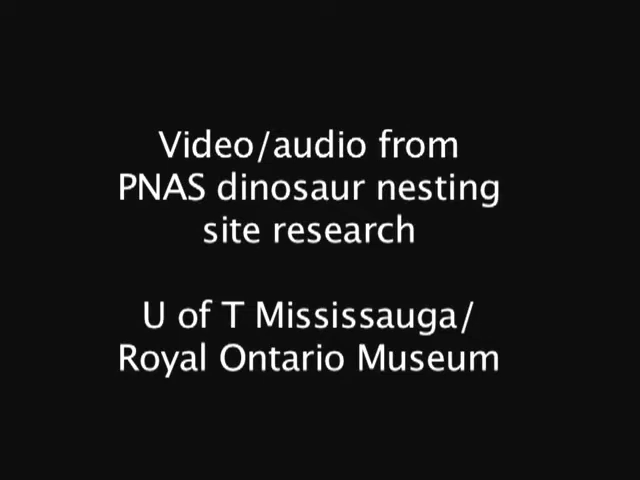 Video/audio from
PNAS dinosaur nesting
site research
U of T Mississauga/
Royal Ontario Museum